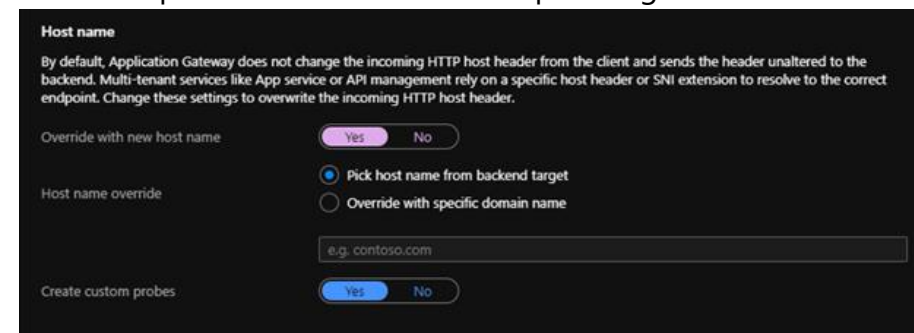 Host name
By default, Application Gateway does not change the incoming HTTP host header from the client and sends the header unaltered to the
backend. Multi-tenant services like App service or API management rely on a specific host header or SNI extension to resolve to the correct
endpoint. Change these settings to overwrite the incoming HTTP host header.
Override with new host name Yes No
Pick host name from backend target
Host name override
Override with specific domain name
e.g. contoso.com
Create custom probes Yes No